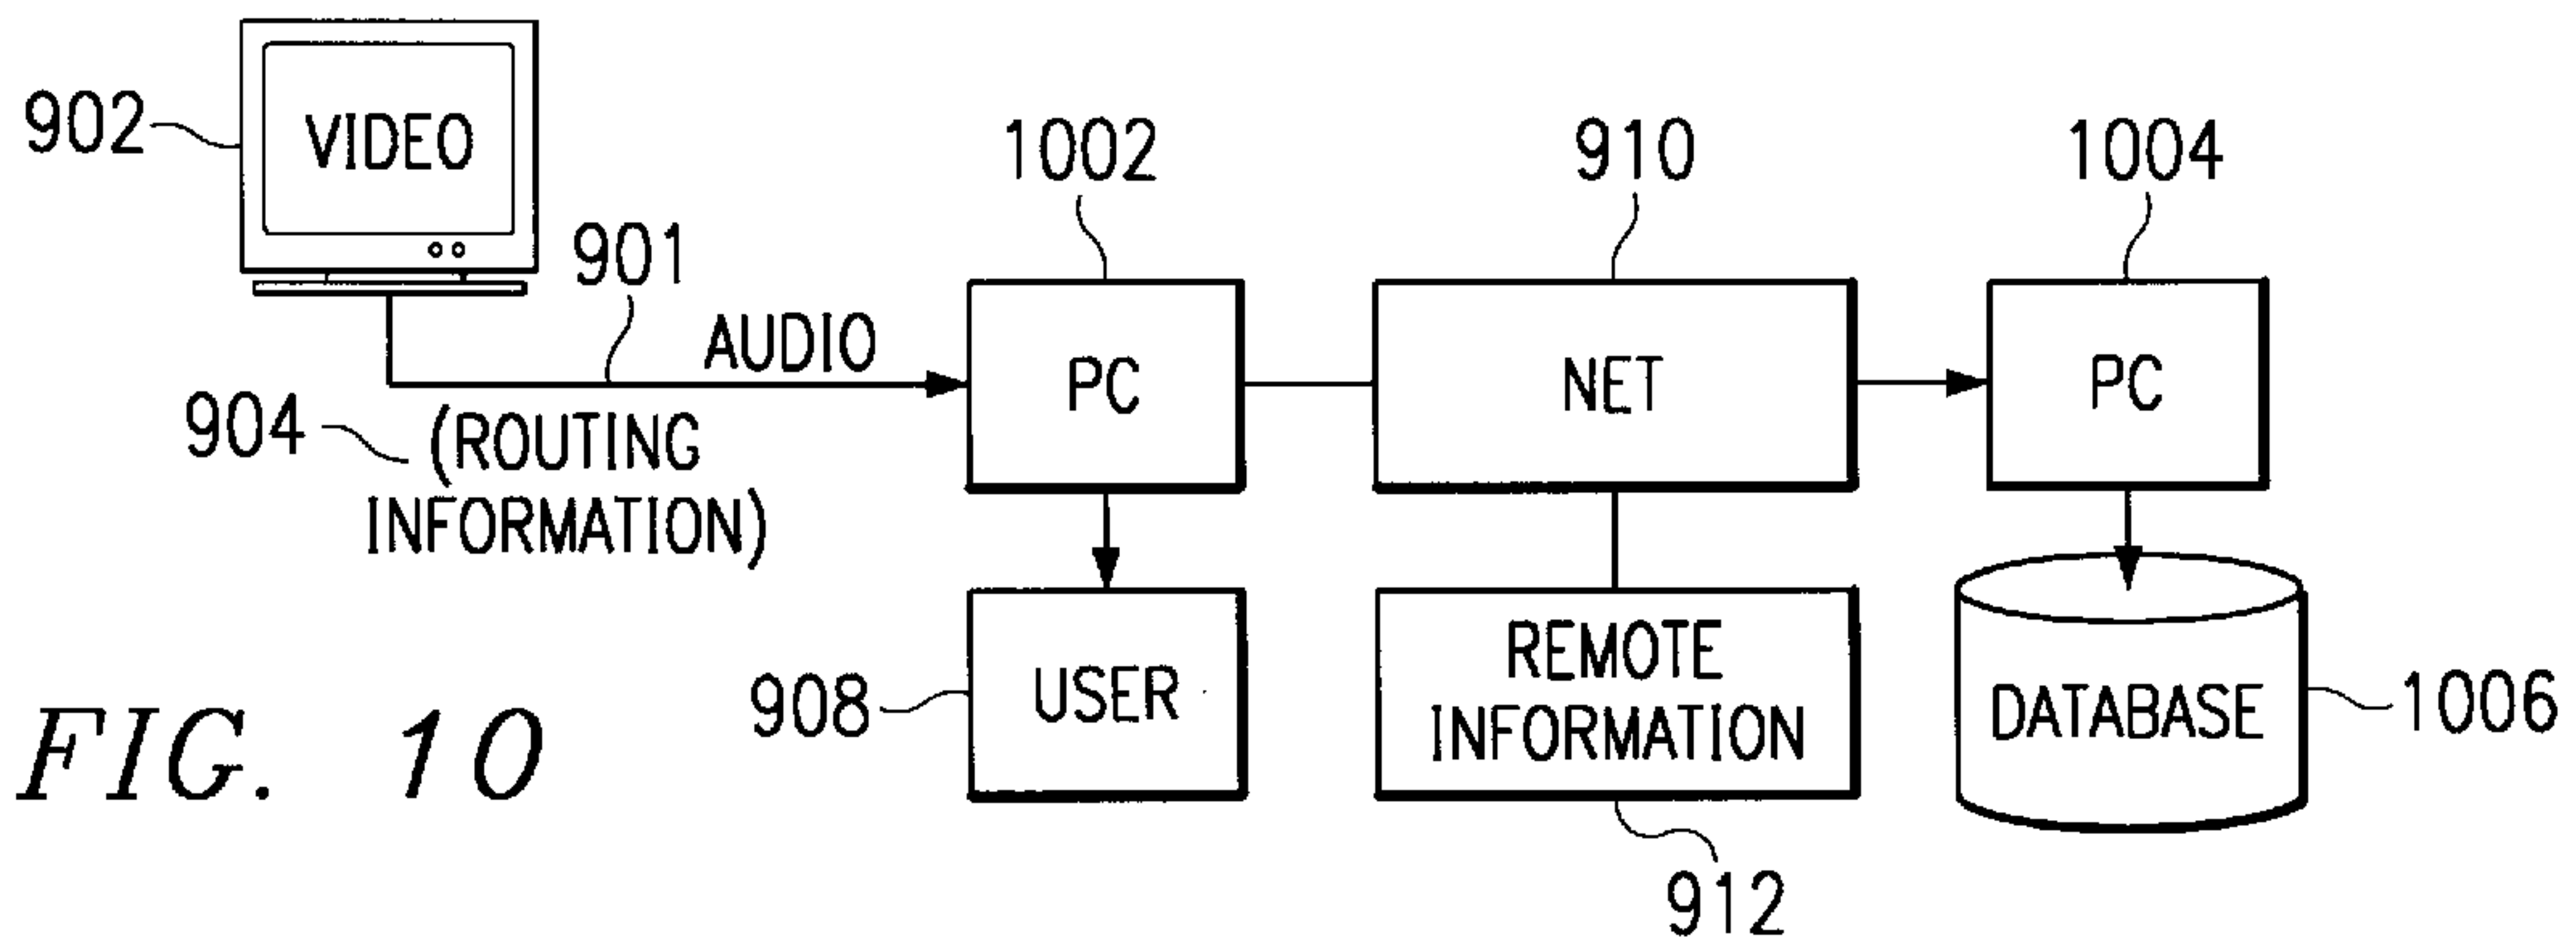 902
VIDEO
901
AUDIO
904
(ROUTING
INFORMATION)
1002
PC
910
NET
1004
PC
908
USER
REMOTE
INFORMATION
912
DATABASE
1006
FIG. 10